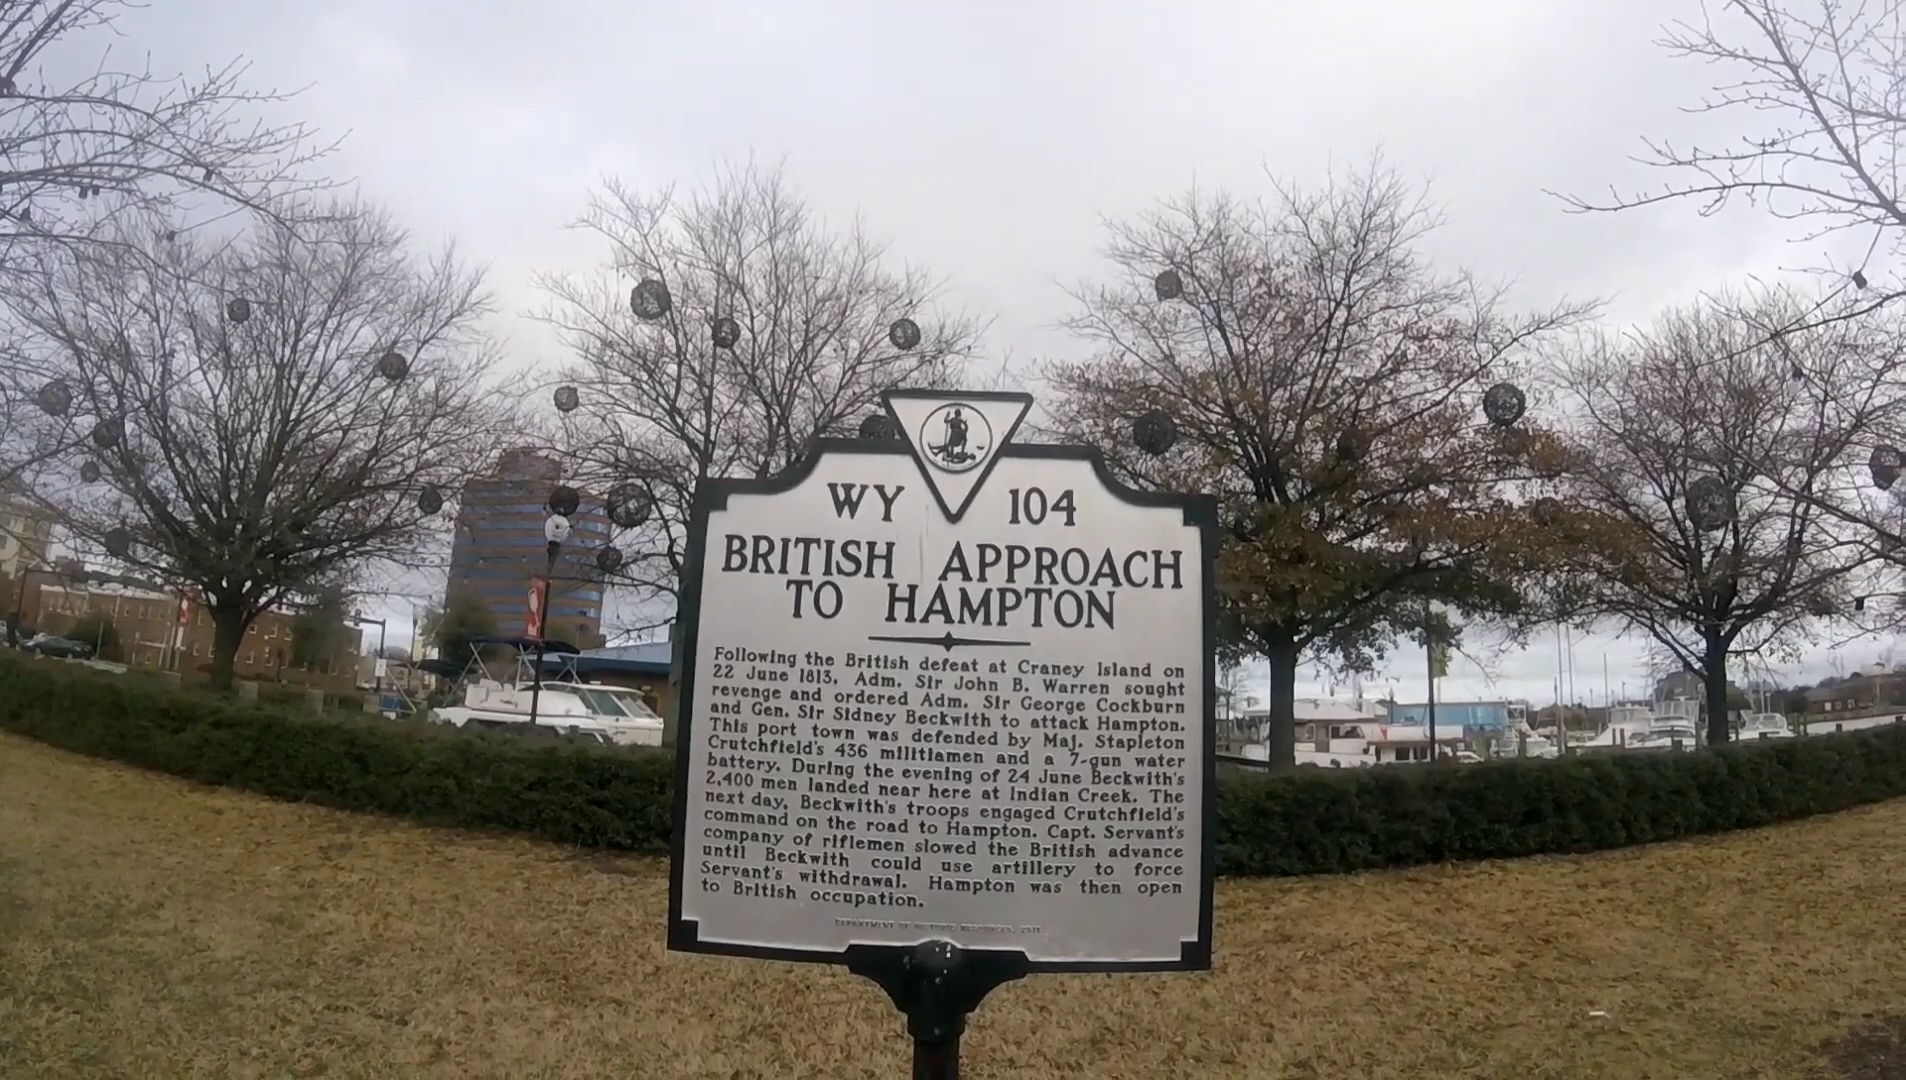 WY 104
BRITISH APPROACH
TO HAMPTON
Following the British defeat at Craney Island on
22 June 1813, Adm. Sir John B. Warren sought
revenge and ordered Adm. Sir George Cockburn
and Gen. Sir Sidney Beckwith to attack Hampton.
This port town was defended by Maj. Stapleton
Crutchfield's 436 militiamen and a 7-gun water
battery. During the evening of 24 June Beckwith's
2,400 men landed near here at Indian Creek. The
next day, Beckwith's troops engaged Crutchfield's
command on the road to Hampton. Capt. Servant's
company of riflemen slowed the British advance
until Beckwith could use artillery to force
Servant's withdrawal. Hampton was then open
to British occupation.
DEPARTMENT OF HISTORIC RESOURCES, 2011